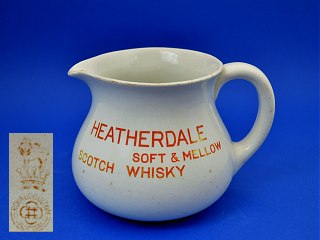 HEATHERDALE
SOFT & MELLOW
SCOTCH WHISKY